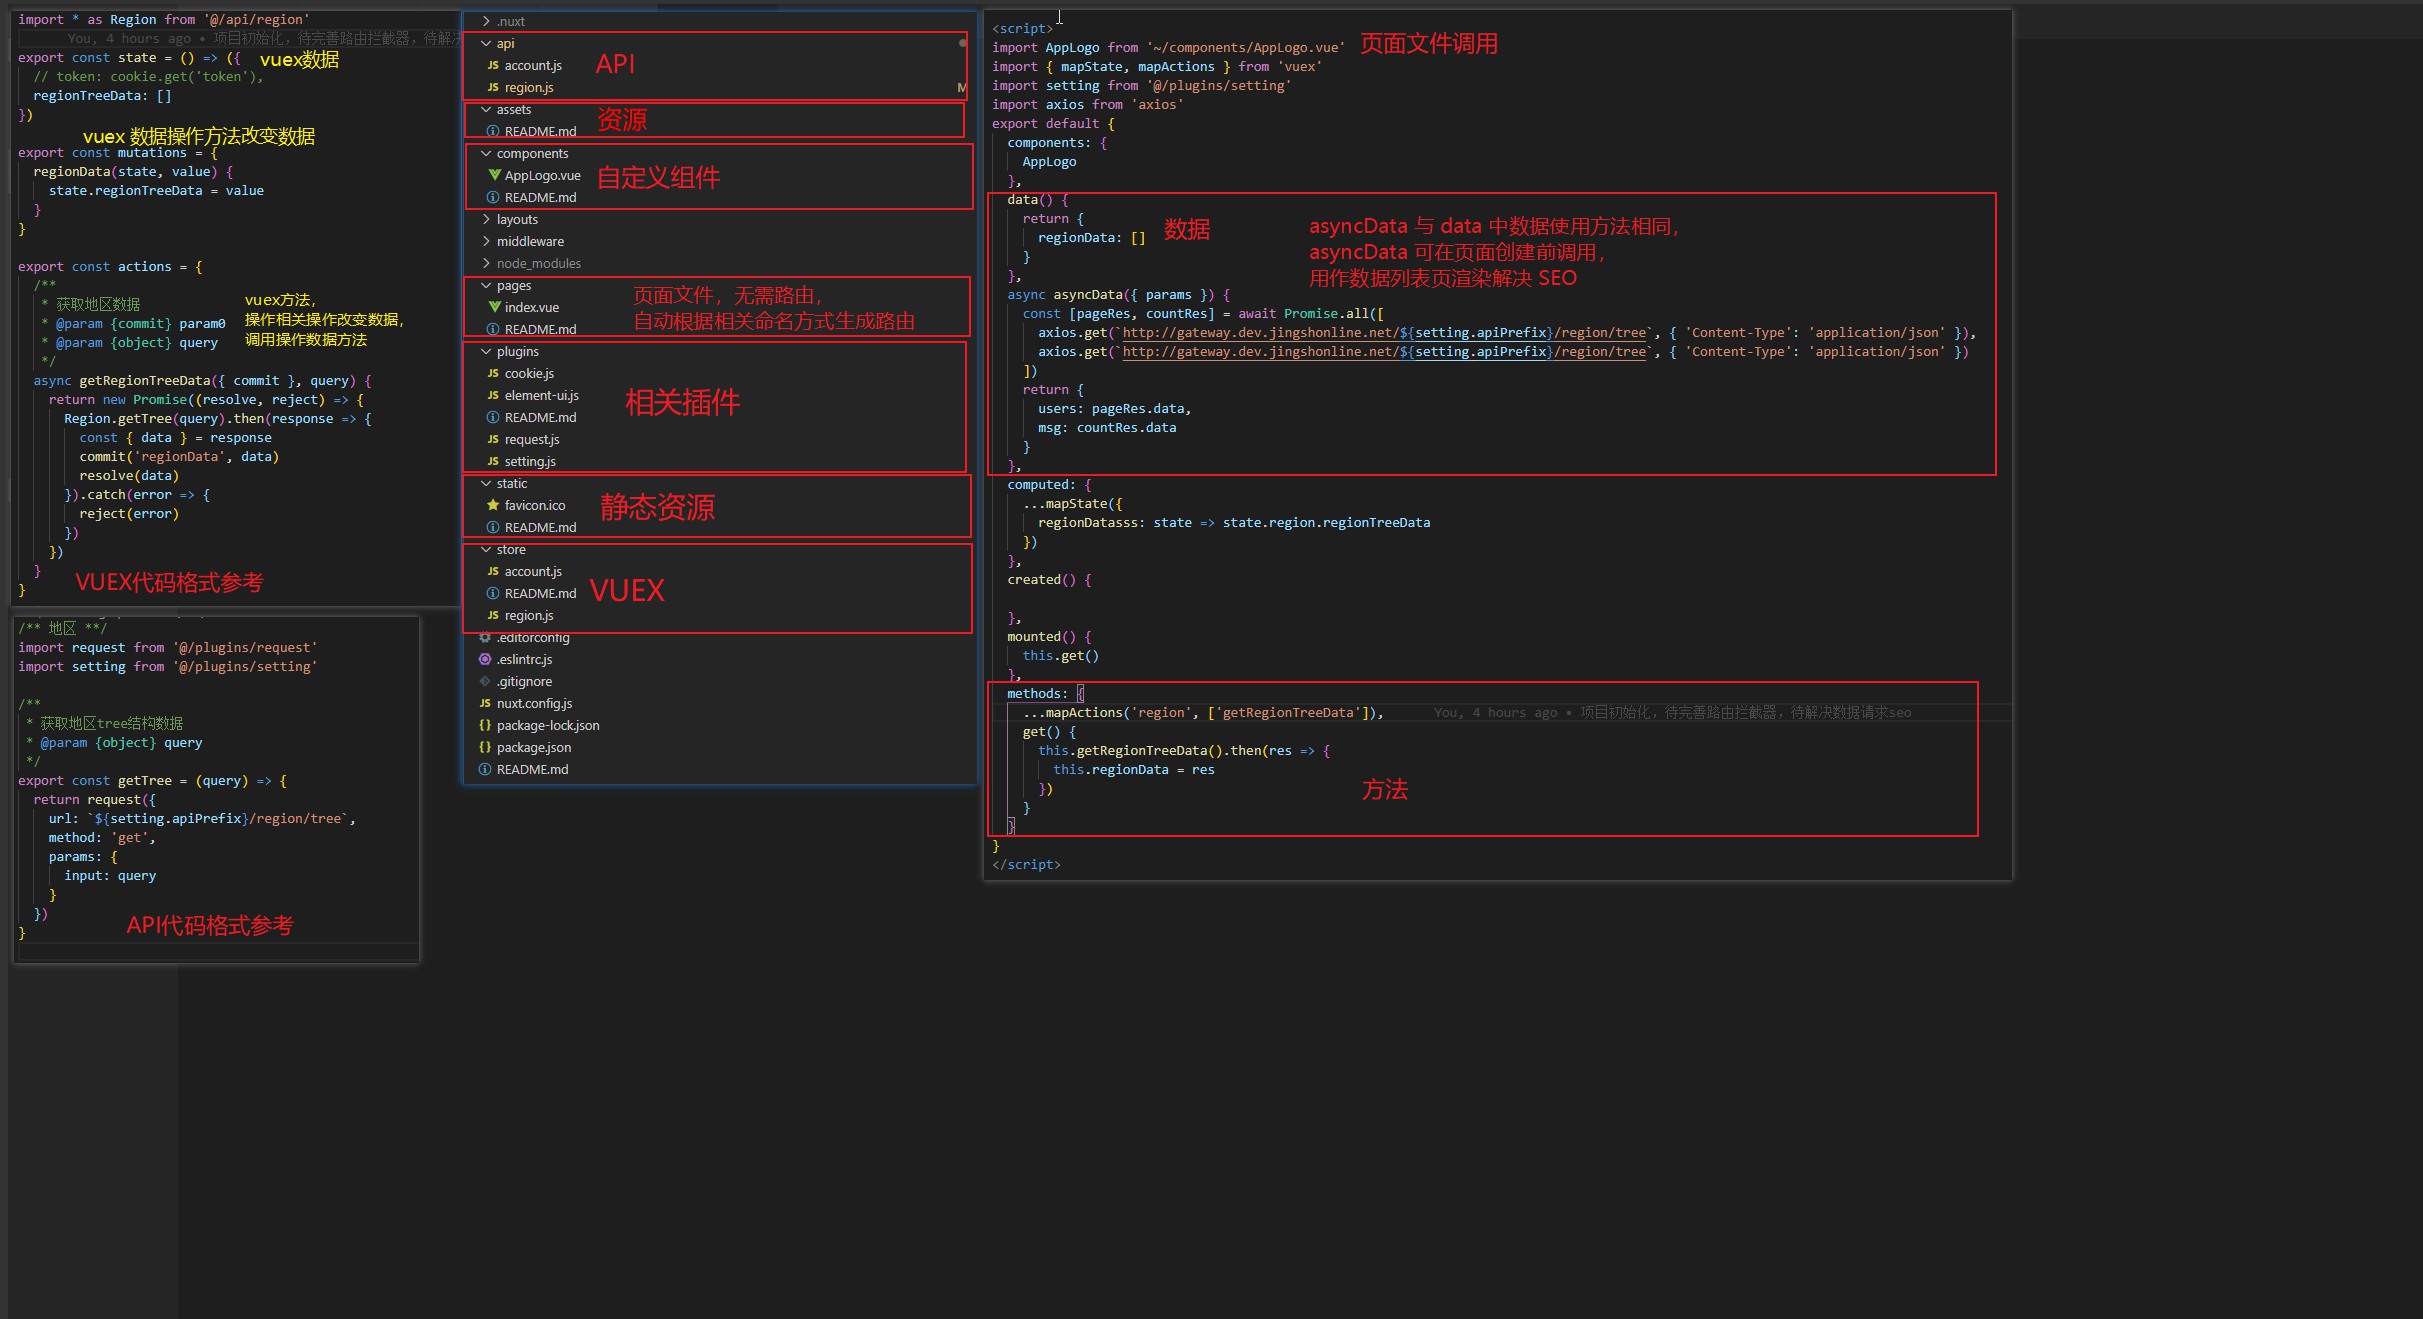 import * as Region from '@/api/region'
You, 4 hours ago • 项目初始化，待完善路由拦截器，待解决
export const state = () => ({
vuex数据
// token: cookie.get('token'),
regionTreeData: []
})
vuex 数据操作方法改变数据
export const mutations = {
regionData(state, value) {
state.regionTreeData = value
}
}
export const actions = {
/**
* 获取地区数据
* @param {commit} param0
* @param {object} query
*/
vuex方法，
操作相关操作改变数据，
调用操作数据方法
async getRegionTreeData({ commit }, query) {
return new Promise((resolve, reject) => {
Region.getTree(query).then(response => {
const { data } = response
commit('regionData', data)
resolve(data)
}).catch(error => {
reject(error)
})
})
}
}
VUEX代码格式参考
/** 地区 **/
import request from '@/plugins/request'
import setting from '@/plugins/setting'
/**
* 获取地区tree结构数据
* @param {object} query
*/
export const getTree = (query) => {
return request({
url: `${setting.apiPrefix}/region/tree`,
method: 'get',
params: {
input: query
}
})
}
API代码格式参考
.nuxt
api
JS account.js
JS region.js
M
API
assets
README.md
资源
components
AppLogo.vue
README.md
自定义组件
layouts
middleware
node_modules
pages
index.vue
README.md
页面文件，无需路由，
自动根据相关命名方式生成路由
plugins
JS cookie.js
JS element-ui.js
README.md
JS request.js
JS setting.js
相关插件
static
favicon.ico
README.md
静态资源
store
JS account.js
README.md
JS region.js
VUEX
.editorconfig
.eslintrc.js
.gitignore
JS nuxt.config.js
{} package-lock.json
{} package.json
README.md
<script>
import AppLogo from '~/components/AppLogo.vue'
页面文件调用
import { mapState, mapActions } from 'vuex'
import setting from '@/plugins/setting'
import axios from 'axios'
export default {
components: {
AppLogo
},
data() {
return {
regionData: []
}
},
数据
asyncData 与 data 中数据使用方法相同，
asyncData 可在页面创建前调用，
用作数据列表页渲染解决 SEO
async asyncData({ params }) {
const [pageRes, countRes] = await Promise.all([
axios.get(`http://gateway.dev.jingshonline.net/${setting.apiPrefix}/region/tree`, { 'Content-Type': 'application/json' }),
axios.get(`http://gateway.dev.jingshonline.net/${setting.apiPrefix}/region/tree`, { 'Content-Type': 'application/json' })
])
return {
users: pageRes.data,
msg: countRes.data
}
},
computed: {
...mapState({
regionDatasss: state => state.region.regionTreeData
})
},
created() {
},
mounted() {
this.get()
},
methods: {
...mapActions('region', ['getRegionTreeData']),
You, 4 hours ago • 项目初始化，待完善路由拦截器，待解决数据请求seo
get() {
this.getRegionTreeData().then(res => {
this.regionData = res
})
}
}
方法
}
</script>